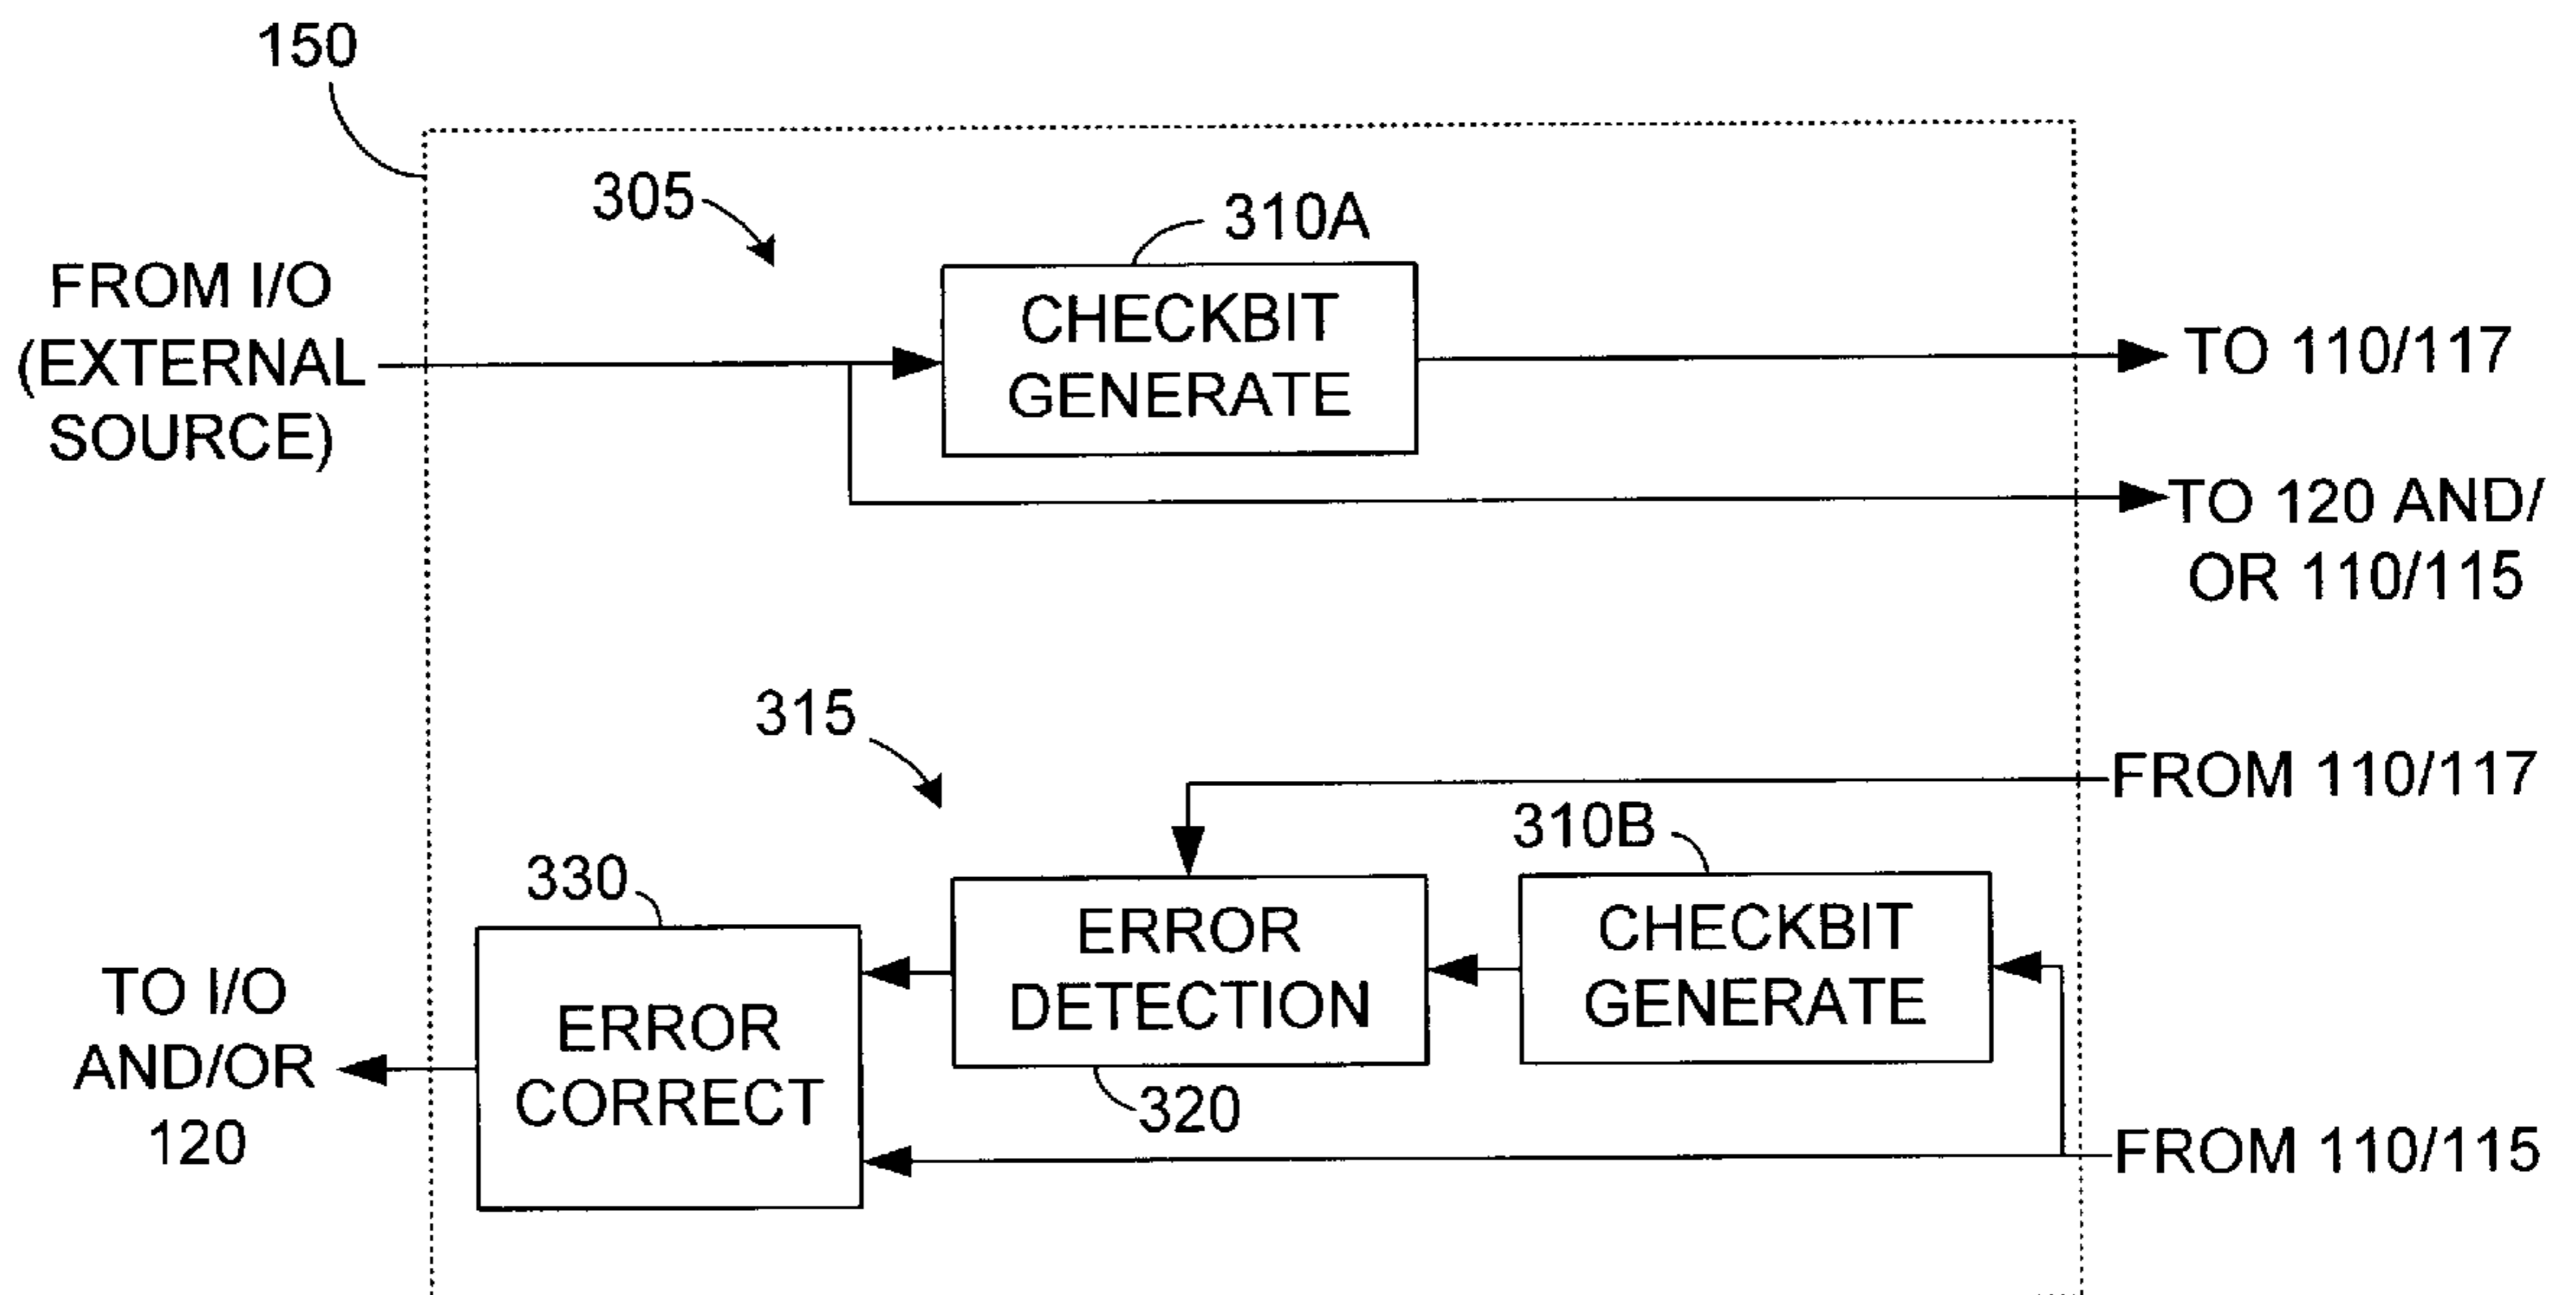 150
305
310A
FROM I/O
(EXTERNAL
SOURCE)
CHECKBIT
GENERATE
TO 110/117
TO 120 AND/
OR 110/115
315
FROM 110/117
310B
330
ERROR
DETECTION
CHECKBIT
GENERATE
TO I/O
AND/OR
120
ERROR
CORRECT
320
FROM 110/115